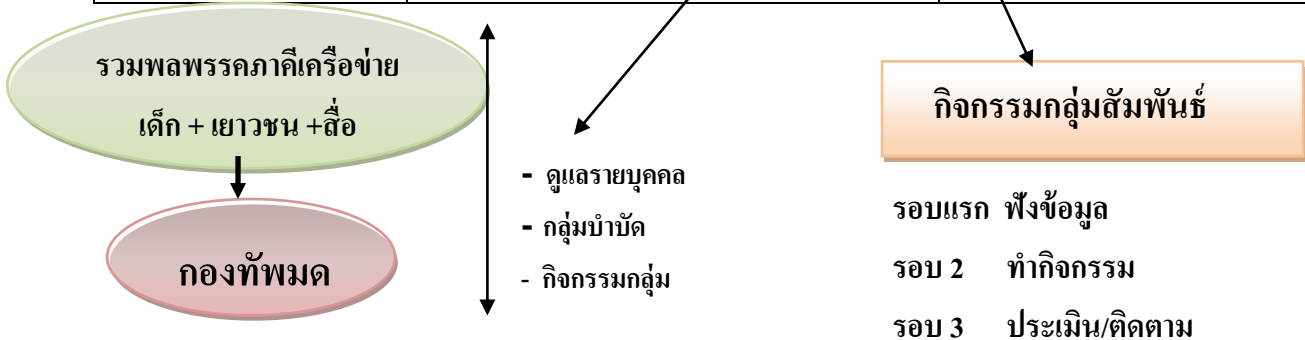 รวมพลพรรคภาคีเครือข่าย
เด็ก + เยาวชน +สื่อ
กองทัพมด
- ดูแลรายบุคคล
- กลุ่มบำบัด
- กิจกรรมกลุ่ม
กิจกรรมกลุ่มสัมพันธ์
รอบแรก ฟังข้อมูล
รอบ 2 ทำกิจกรรม
รอบ 3 ประเมิน/ติดตาม